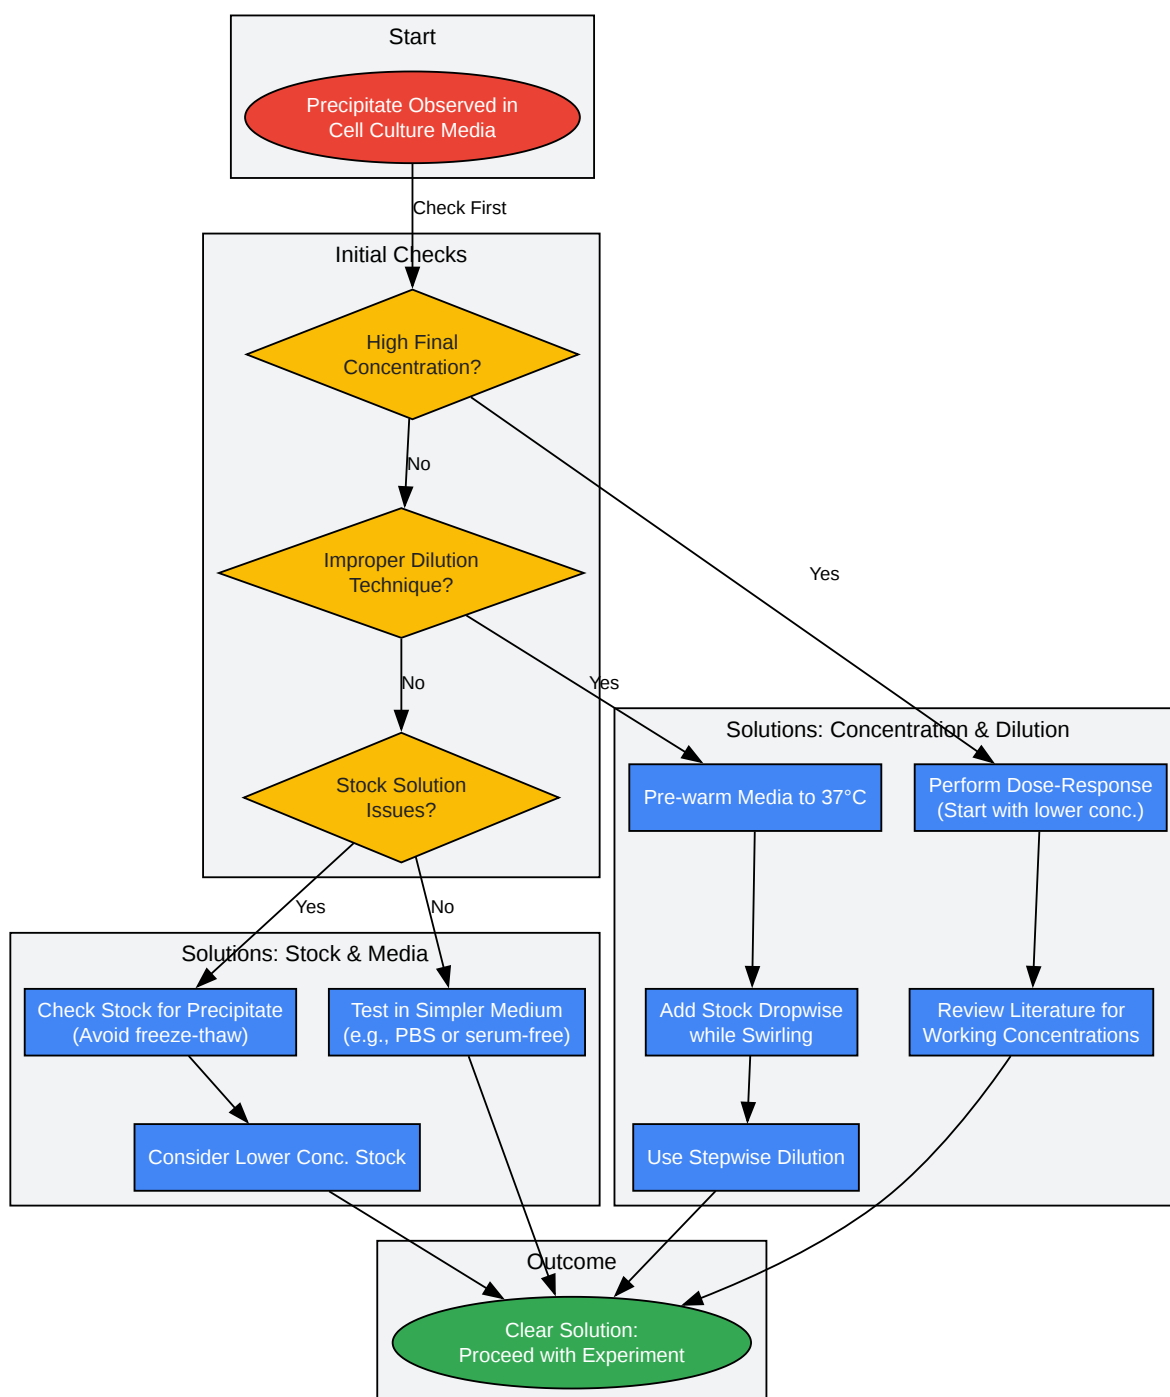 Start
Precipitate Observed in
Cell Culture Media
Check First
Initial Checks
High Final
Concentration?
No
Yes
Improper Dilution
Technique?
No
Yes
Stock Solution
Issues?
Yes
No
Solutions: Concentration & Dilution
Pre-warm Media to 37°C
Perform Dose-Response
(Start with lower conc.)
Add Stock Dropwise
while Swirling
Review Literature for
Working Concentrations
Use Stepwise Dilution
Solutions: Stock & Media
Check Stock for Precipitate
(Avoid freeze-thaw)
Test in Simpler Medium
(e.g., PBS or serum-free)
Consider Lower Conc. Stock
Outcome
Clear Solution:
Proceed with Experiment